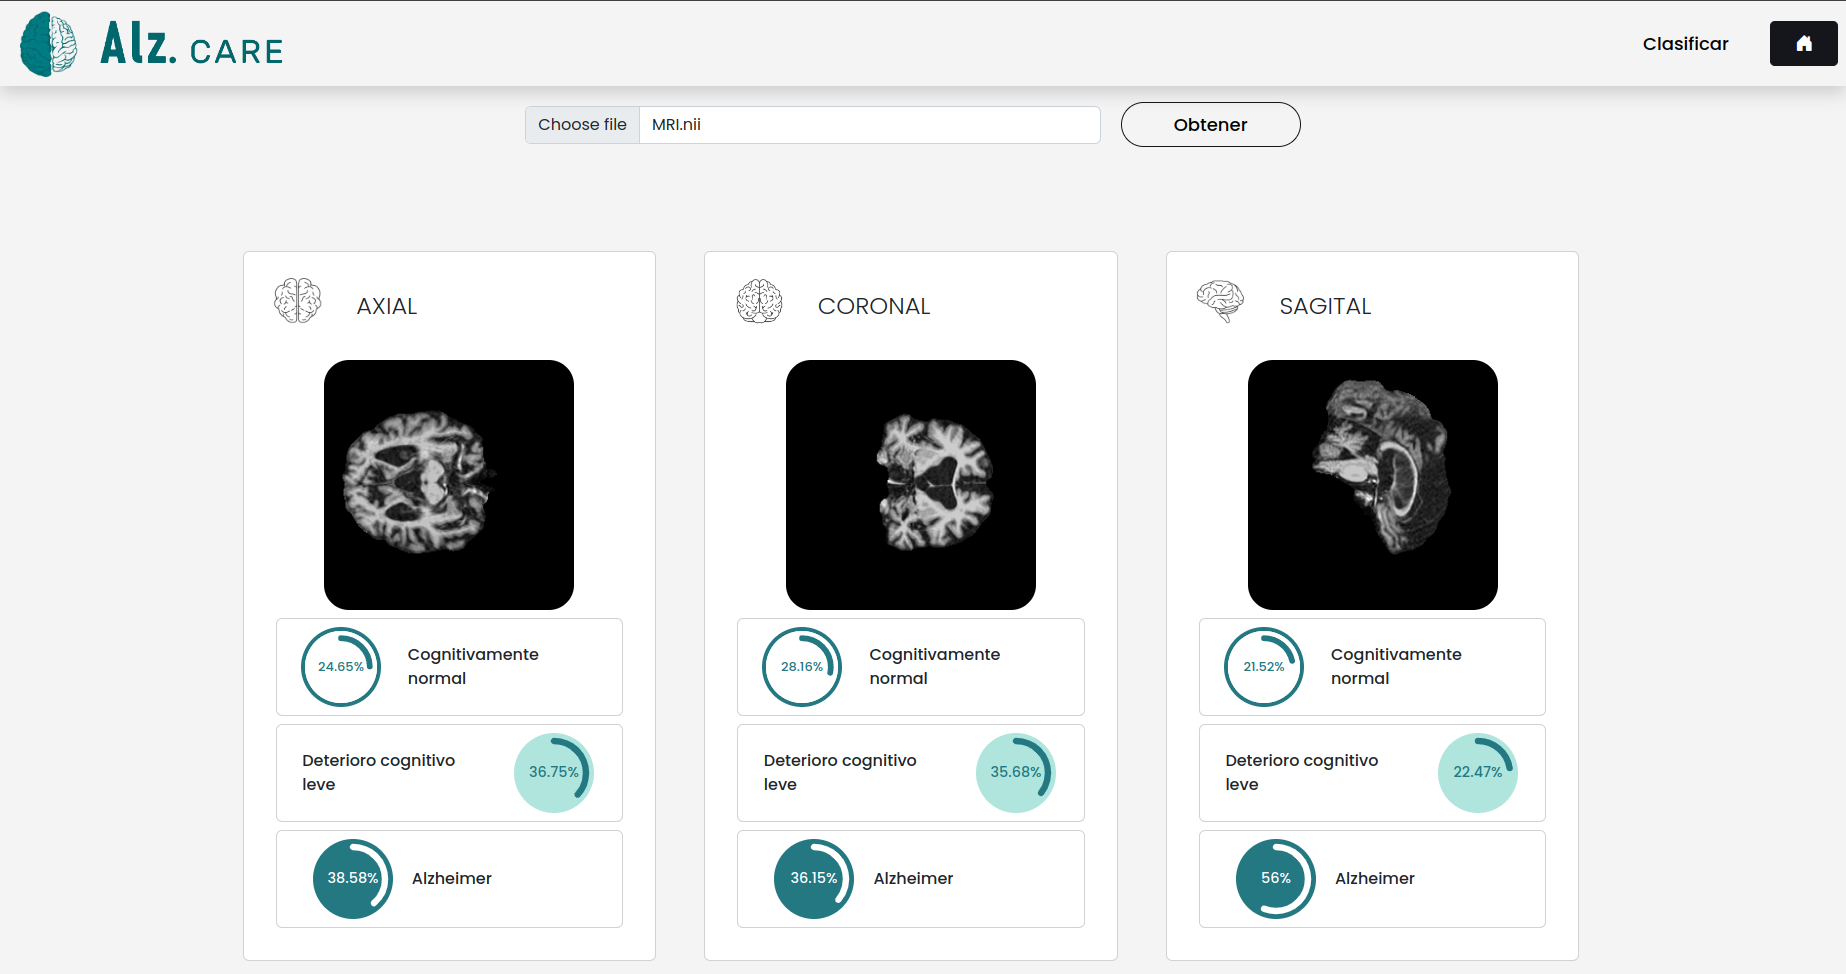 Alz. CARE
Clasificar
Choose file
MRI.nii
Obtener
AXIAL
24.65%
Cognitivamente
normal
Deterioro cognitivo
leve
36.75%
38.58%
Alzheimer
CORONAL
28.16%
Cognitivamente
normal
Deterioro cognitivo
leve
35.68%
36.15%
Alzheimer
SAGITAL
21.52%
Cognitivamente
normal
Deterioro cognitivo
leve
22.47%
56%
Alzheimer